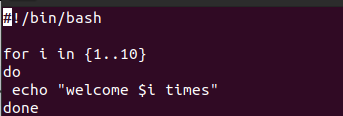 #!/bin/bash

for i in {1..10}
do
 echo "welcome $i times"
done